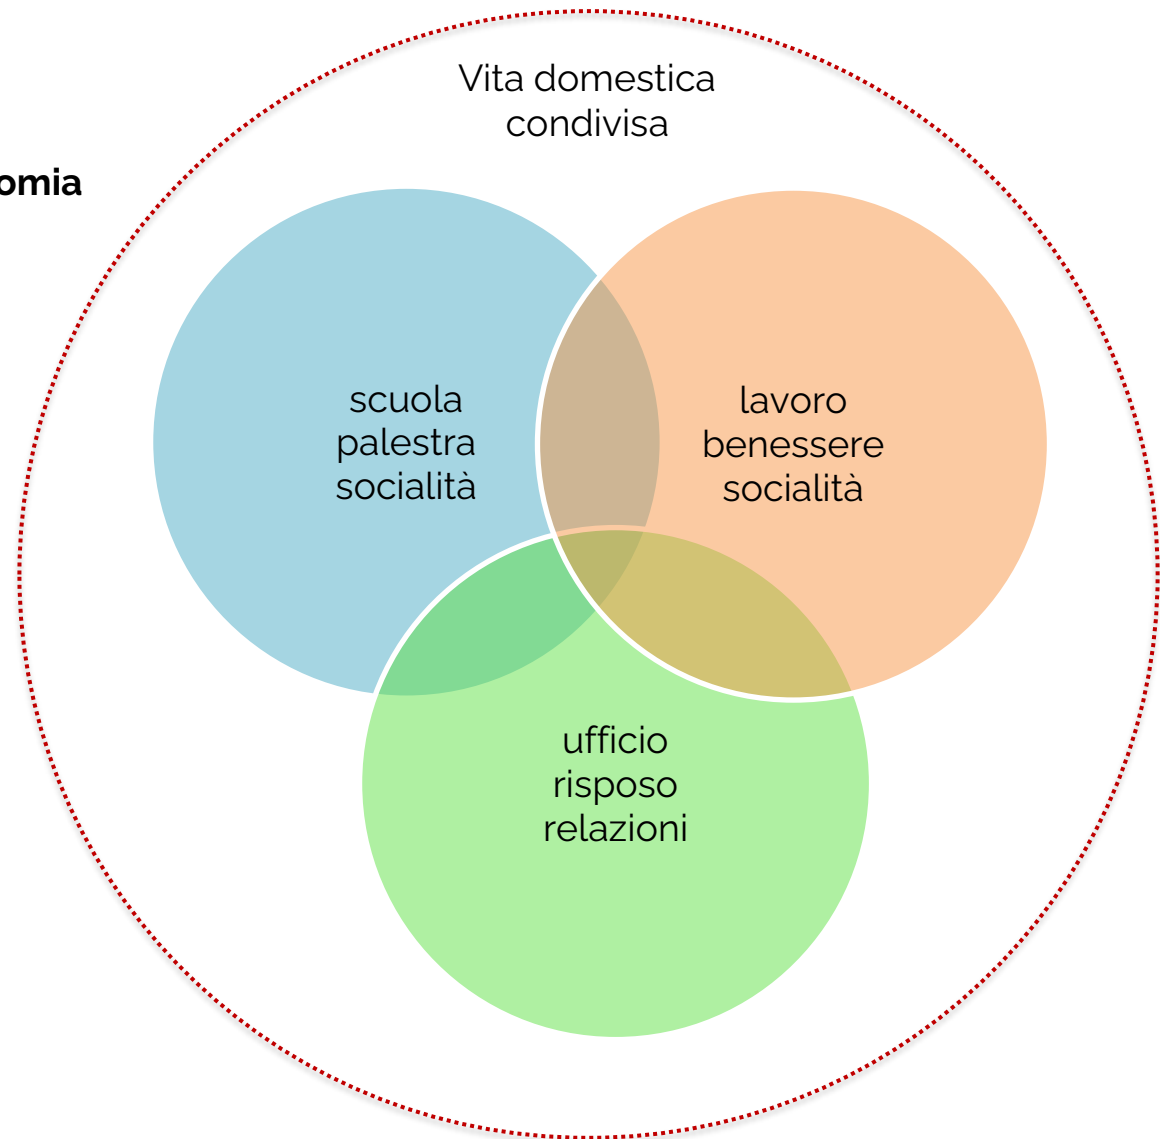 Vita domestica
condivisa
omia
scuola
palestra
socialità
lavoro
benessere
socialità
ufficio
risposo
relazioni